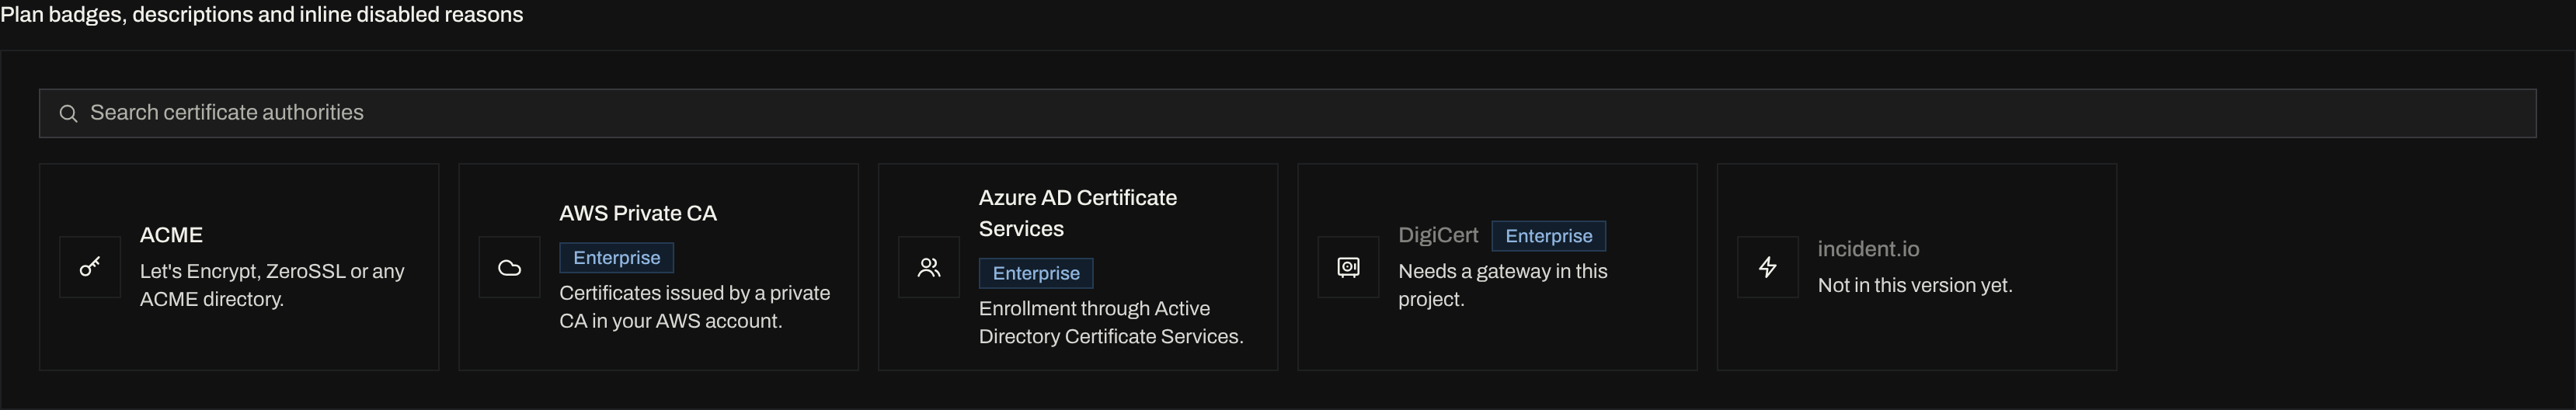 Plan badges, descriptions and inline disabled reasons
Search certificate authorities
ACME
Let's Encrypt, ZeroSSL or any
ACME directory.
AWS Private CA
Enterprise
Certificates issued by a private
CA in your AWS account.
Azure AD Certificate
Services
Enterprise
Enrollment through Active
Directory Certificate Services.
DigiCert Enterprise
Needs a gateway in this
project.
incident.io
Not in this version yet.